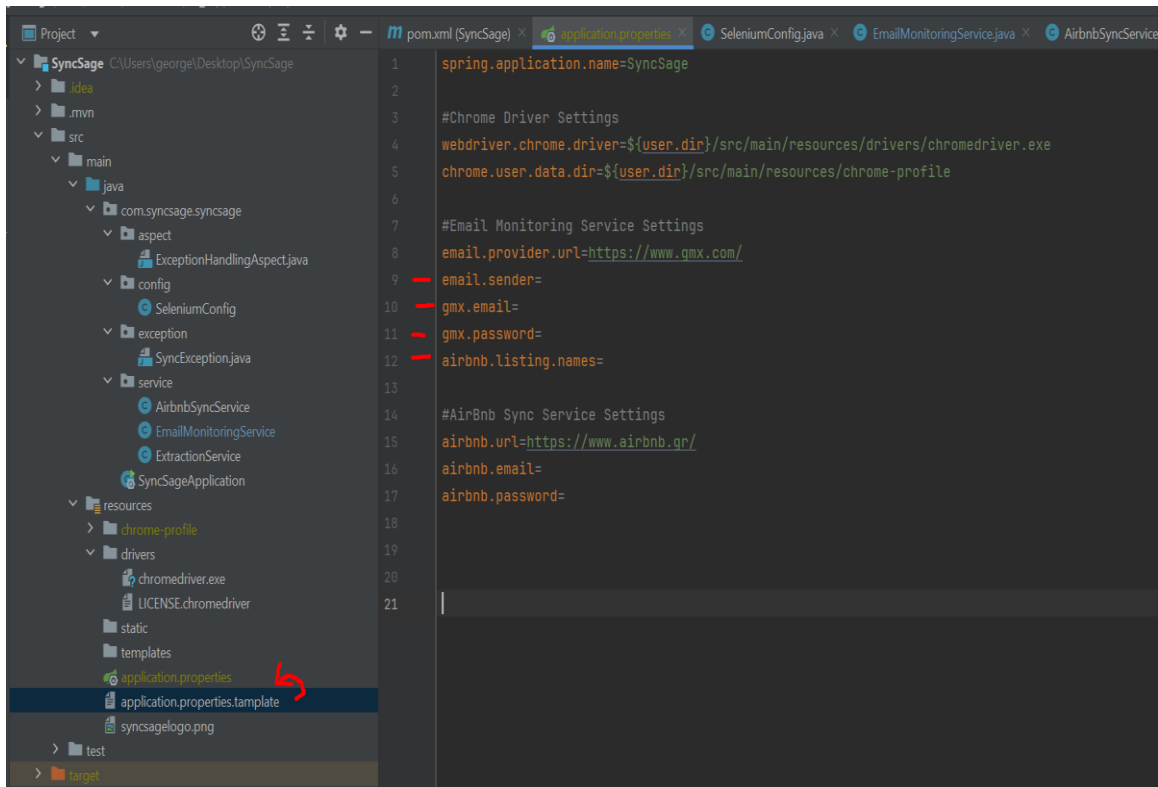 Project
SyncSage C:\Users\george\Desktop\SyncSage
.idea
.mvn
src
main
java
com.syncsage.syncsage
aspect
ExceptionHandlingAspect.java
config
SeleniumConfig
exception
SyncException.java
service
AirbnbSyncService
EmailMonitoringService
ExtractionService
SyncSageApplication
resources
chrome-profile
drivers
chromedriver.exe
LICENSE.chromedriver
static
templates
application.properties
application.properties.tamplate
syncsagelogo.png
test
target
m pom.xml (SyncSage) application.properties SeleniumConfig.java EmailMonitoringService.java AirbnbSyncService
1 spring.application.name=SyncSage
2
3 #Chrome Driver Settings
4 webdriver.chrome.driver=${user.dir}/src/main/resources/drivers/chromedriver.exe
5 chrome.user.data.dir=${user.dir}/src/main/resources/chrome-profile
6
7 #Email Monitoring Service Settings
8 email.provider.url=https://www.gmx.com/
9 email.sender=
10 gmx.email=
11 gmx.password=
12 airbnb.listing.names=
13
14 #AirBnb Sync Service Settings
15 airbnb.url=https://www.airbnb.gr/
16 airbnb.email=
17 airbnb.password=
18
19
20
21